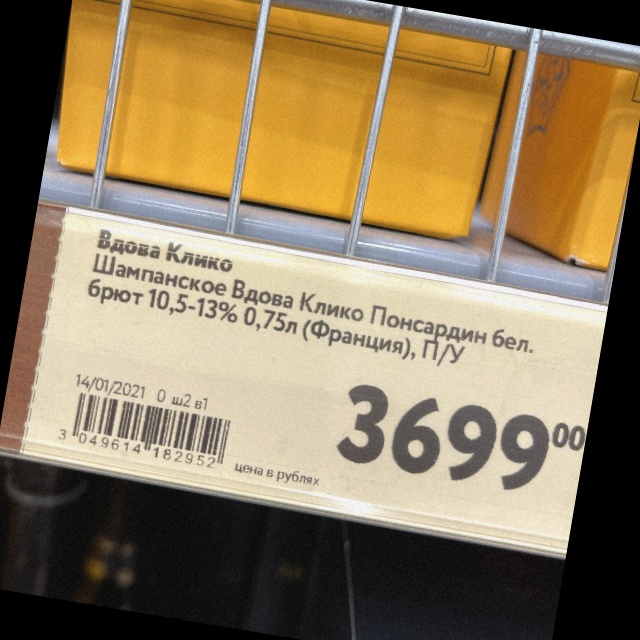 Вдова Клико
Шампанское Вдова Клико Понсардин бел.
брют 10,5-13% 0,75л (Франция), П/У
14/01/2021 0 ш2 в1
3 049614 182952
цена в рублях
3699 00